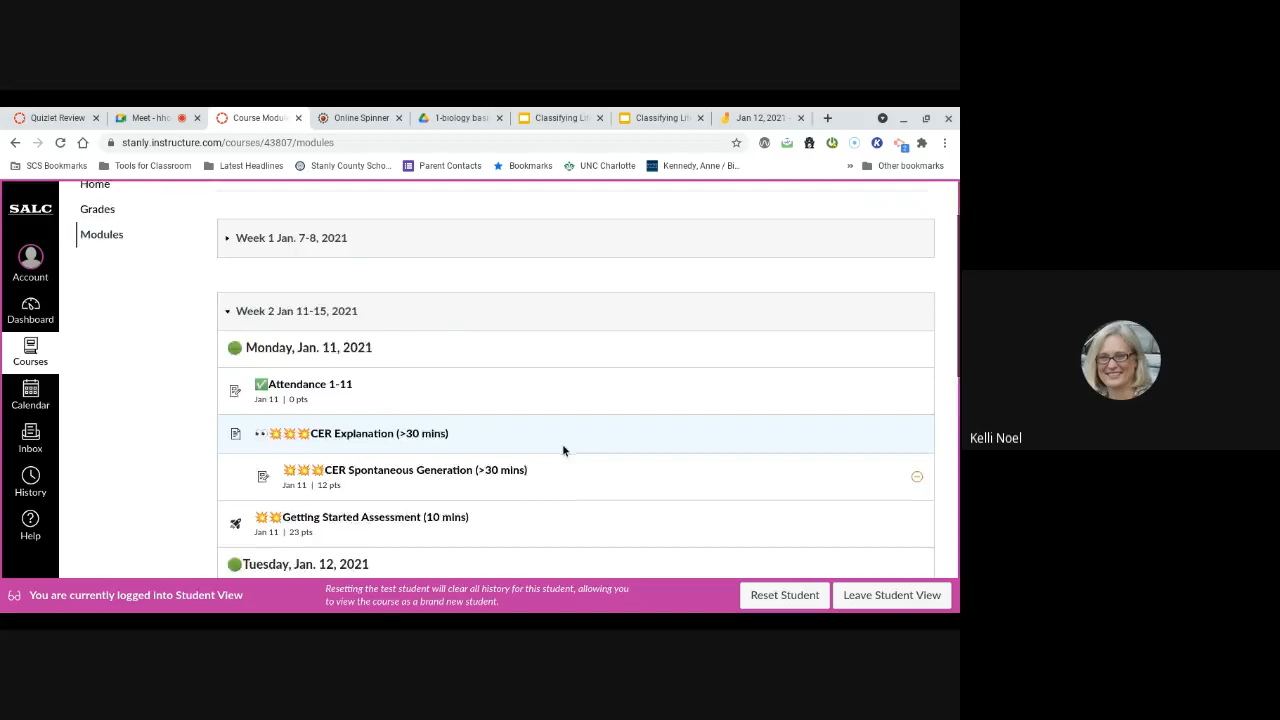 Quizlet Review
Meet - hho
Course Modul
Online Spinner
1-biology basi
Classifying Lif
Classifying Lif
Jan 12, 2021 -
stanly.instructure.com/courses/43807/modules
SCS Bookmarks
Tools for Classroom
Latest Headlines
Stanly County Scho...
Parent Contacts
Bookmarks
UNC Charlotte
Kennedy, Anne / Bi...
»
Other bookmarks
SALC
Account
Dashboard
Courses
Calendar
Inbox
History
Help
Home
Grades
Modules
Week 1 Jan. 7-8, 2021
Week 2 Jan 11-15, 2021
Monday, Jan. 11, 2021
Attendance 1-11
Jan 11 | 0 pts
CER Explanation (>30 mins)
CER Spontaneous Generation (>30 mins)
Jan 11 | 12 pts
Getting Started Assessment (10 mins)
Jan 11 | 23 pts
Tuesday, Jan. 12, 2021
You are currently logged into Student View
Resetting the test student will clear all history for this student, allowing
you to view the course as a brand new student.
Reset Student
Leave Student View
Kelli Noel